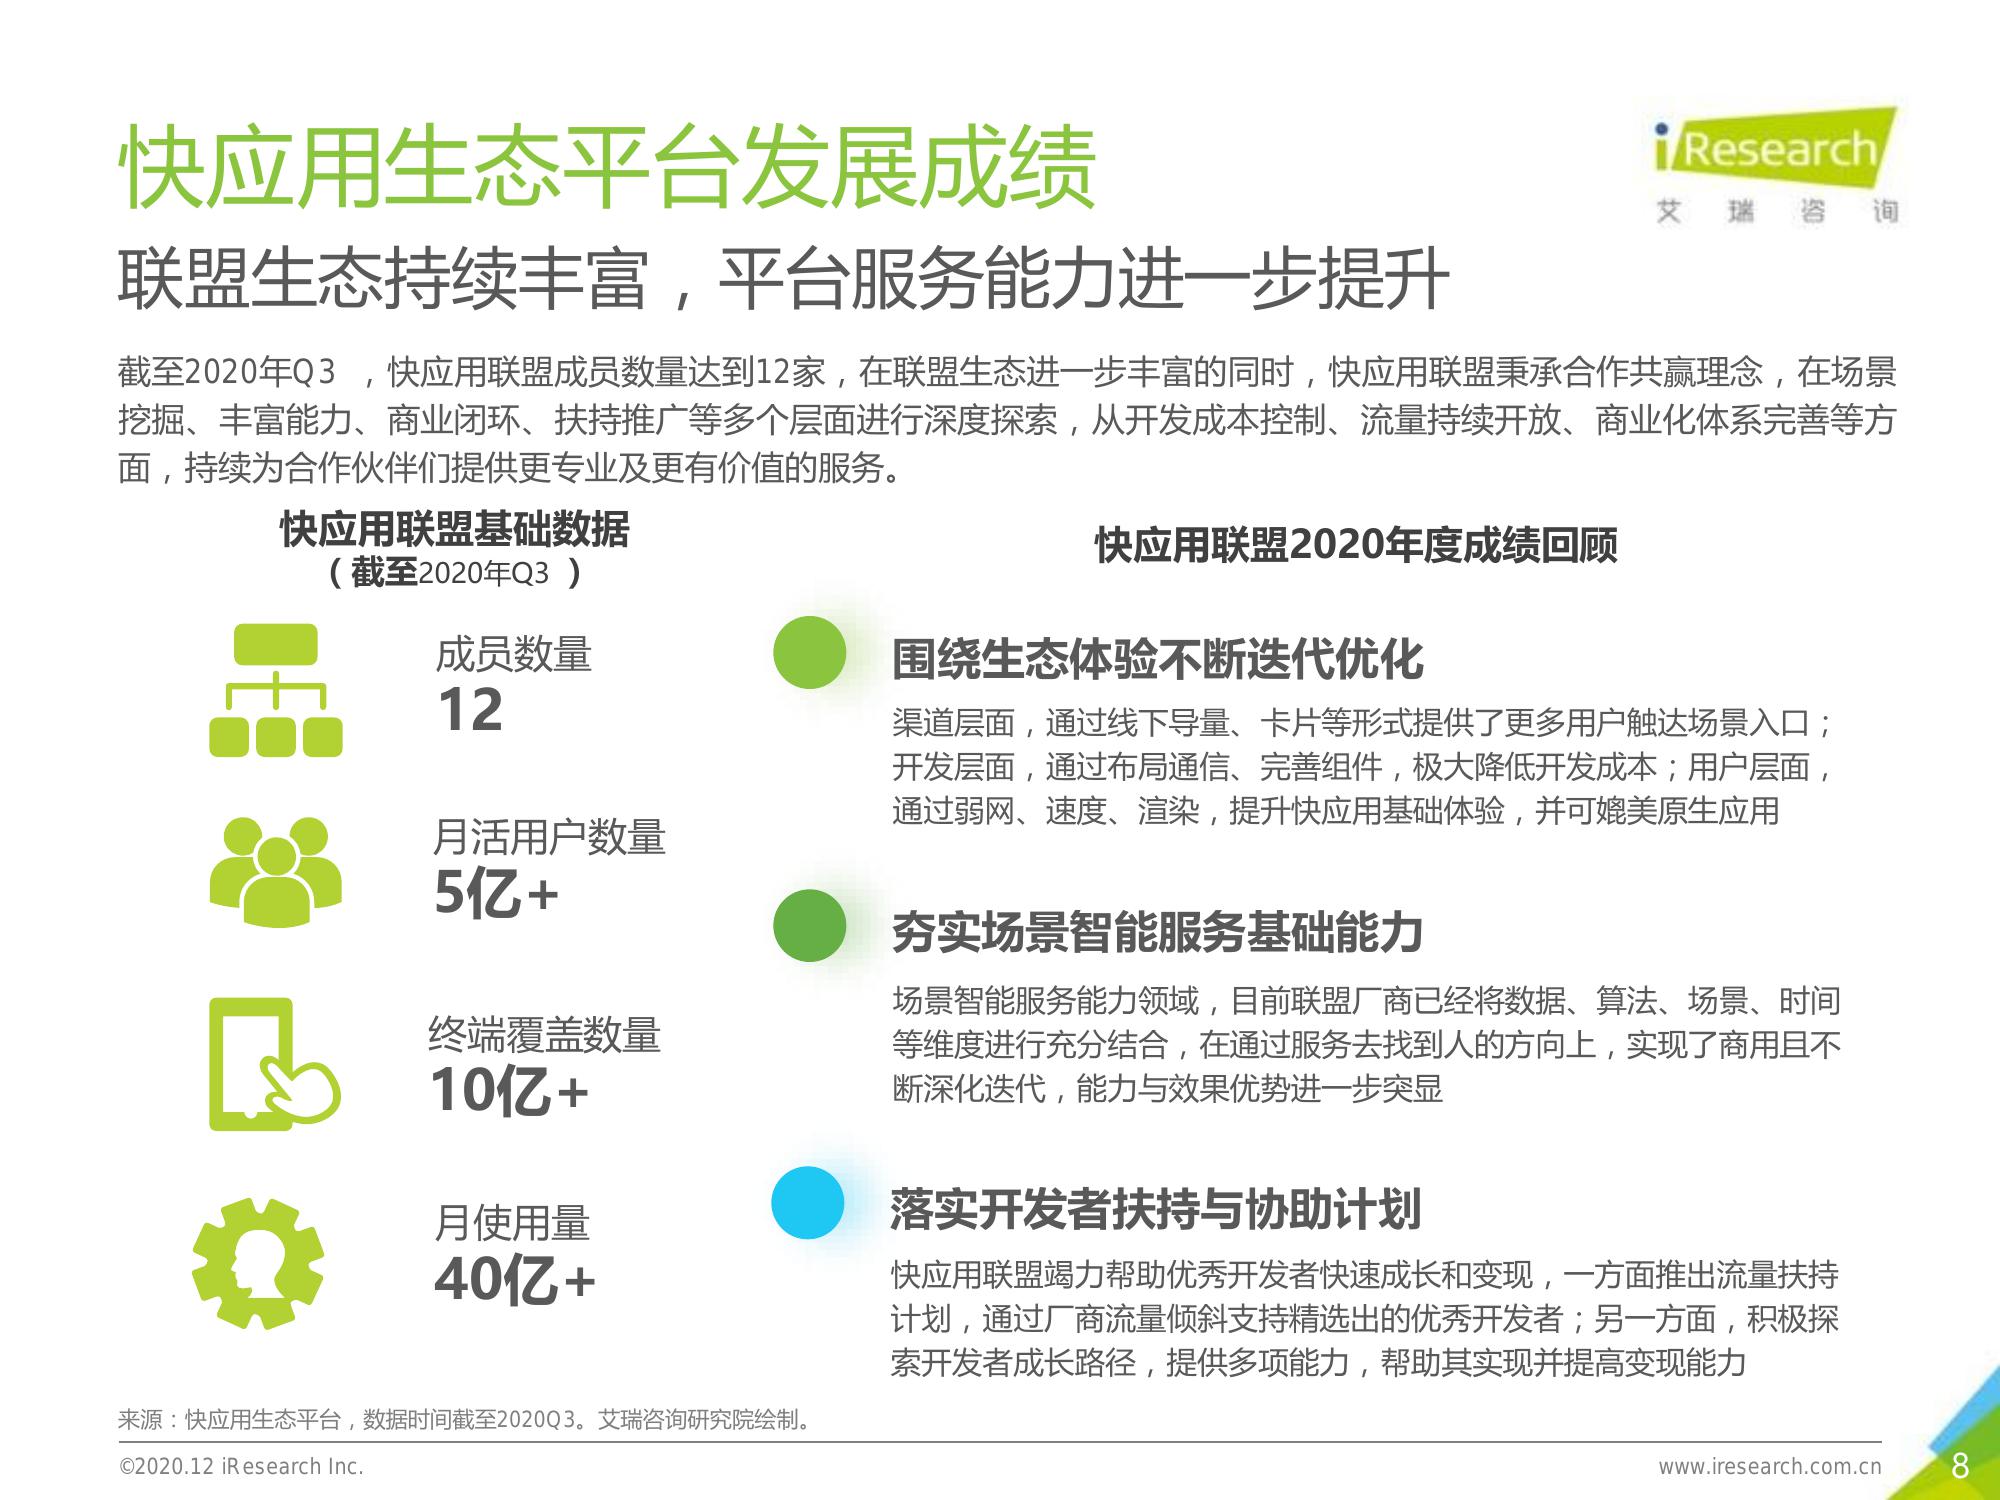 快应用生态平台发展成绩
iResearch
艾瑞咨询
联盟生态持续丰富，平台服务能力进一步提升
截至2020年Q3 ，快应用联盟成员数量达到12家，在联盟生态进一步丰富的同时，快应用联盟秉承合作共赢理念，在场景
挖掘、丰富能力、商业闭环、扶持推广等多个层面进行深度探索，从开发成本控制、流量持续开放、商业化体系完善等方
面，持续为合作伙伴们提供更专业及更有价值的服务。
快应用联盟基础数据
（截至2020年Q3 ）
成员数量
12
月活用户数量
5亿+
终端覆盖数量
10亿+
月使用量
40亿+
快应用联盟2020年度成绩回顾
围绕生态体验不断迭代优化
渠道层面，通过线下导量、卡片等形式提供了更多用户触达场景入口；
开发层面，通过布局通信、完善组件，极大降低开发成本；用户层面，
通过弱网、速度、渲染，提升快应用基础体验，并可媲美原生应用
夯实场景智能服务基础能力
场景智能服务能力领域，目前联盟厂商已经将数据、算法、场景、时间
等维度进行充分结合，在通过服务去找到人的方向上，实现了商用且不
断深化迭代，能力与效果优势进一步突显
落实开发者扶持与协助计划
快应用联盟竭力帮助优秀开发者快速成长和变现，一方面推出流量扶持
计划，通过厂商流量倾斜支持精选出的优秀开发者；另一方面，积极探
索开发者成长路径，提供多项能力，帮助其实现并提高变现能力
来源：快应用生态平台，数据时间截至2020Q3。艾瑞咨询研究院绘制。
©2020.12 iResearch Inc.
www.iresearch.com.cn
8